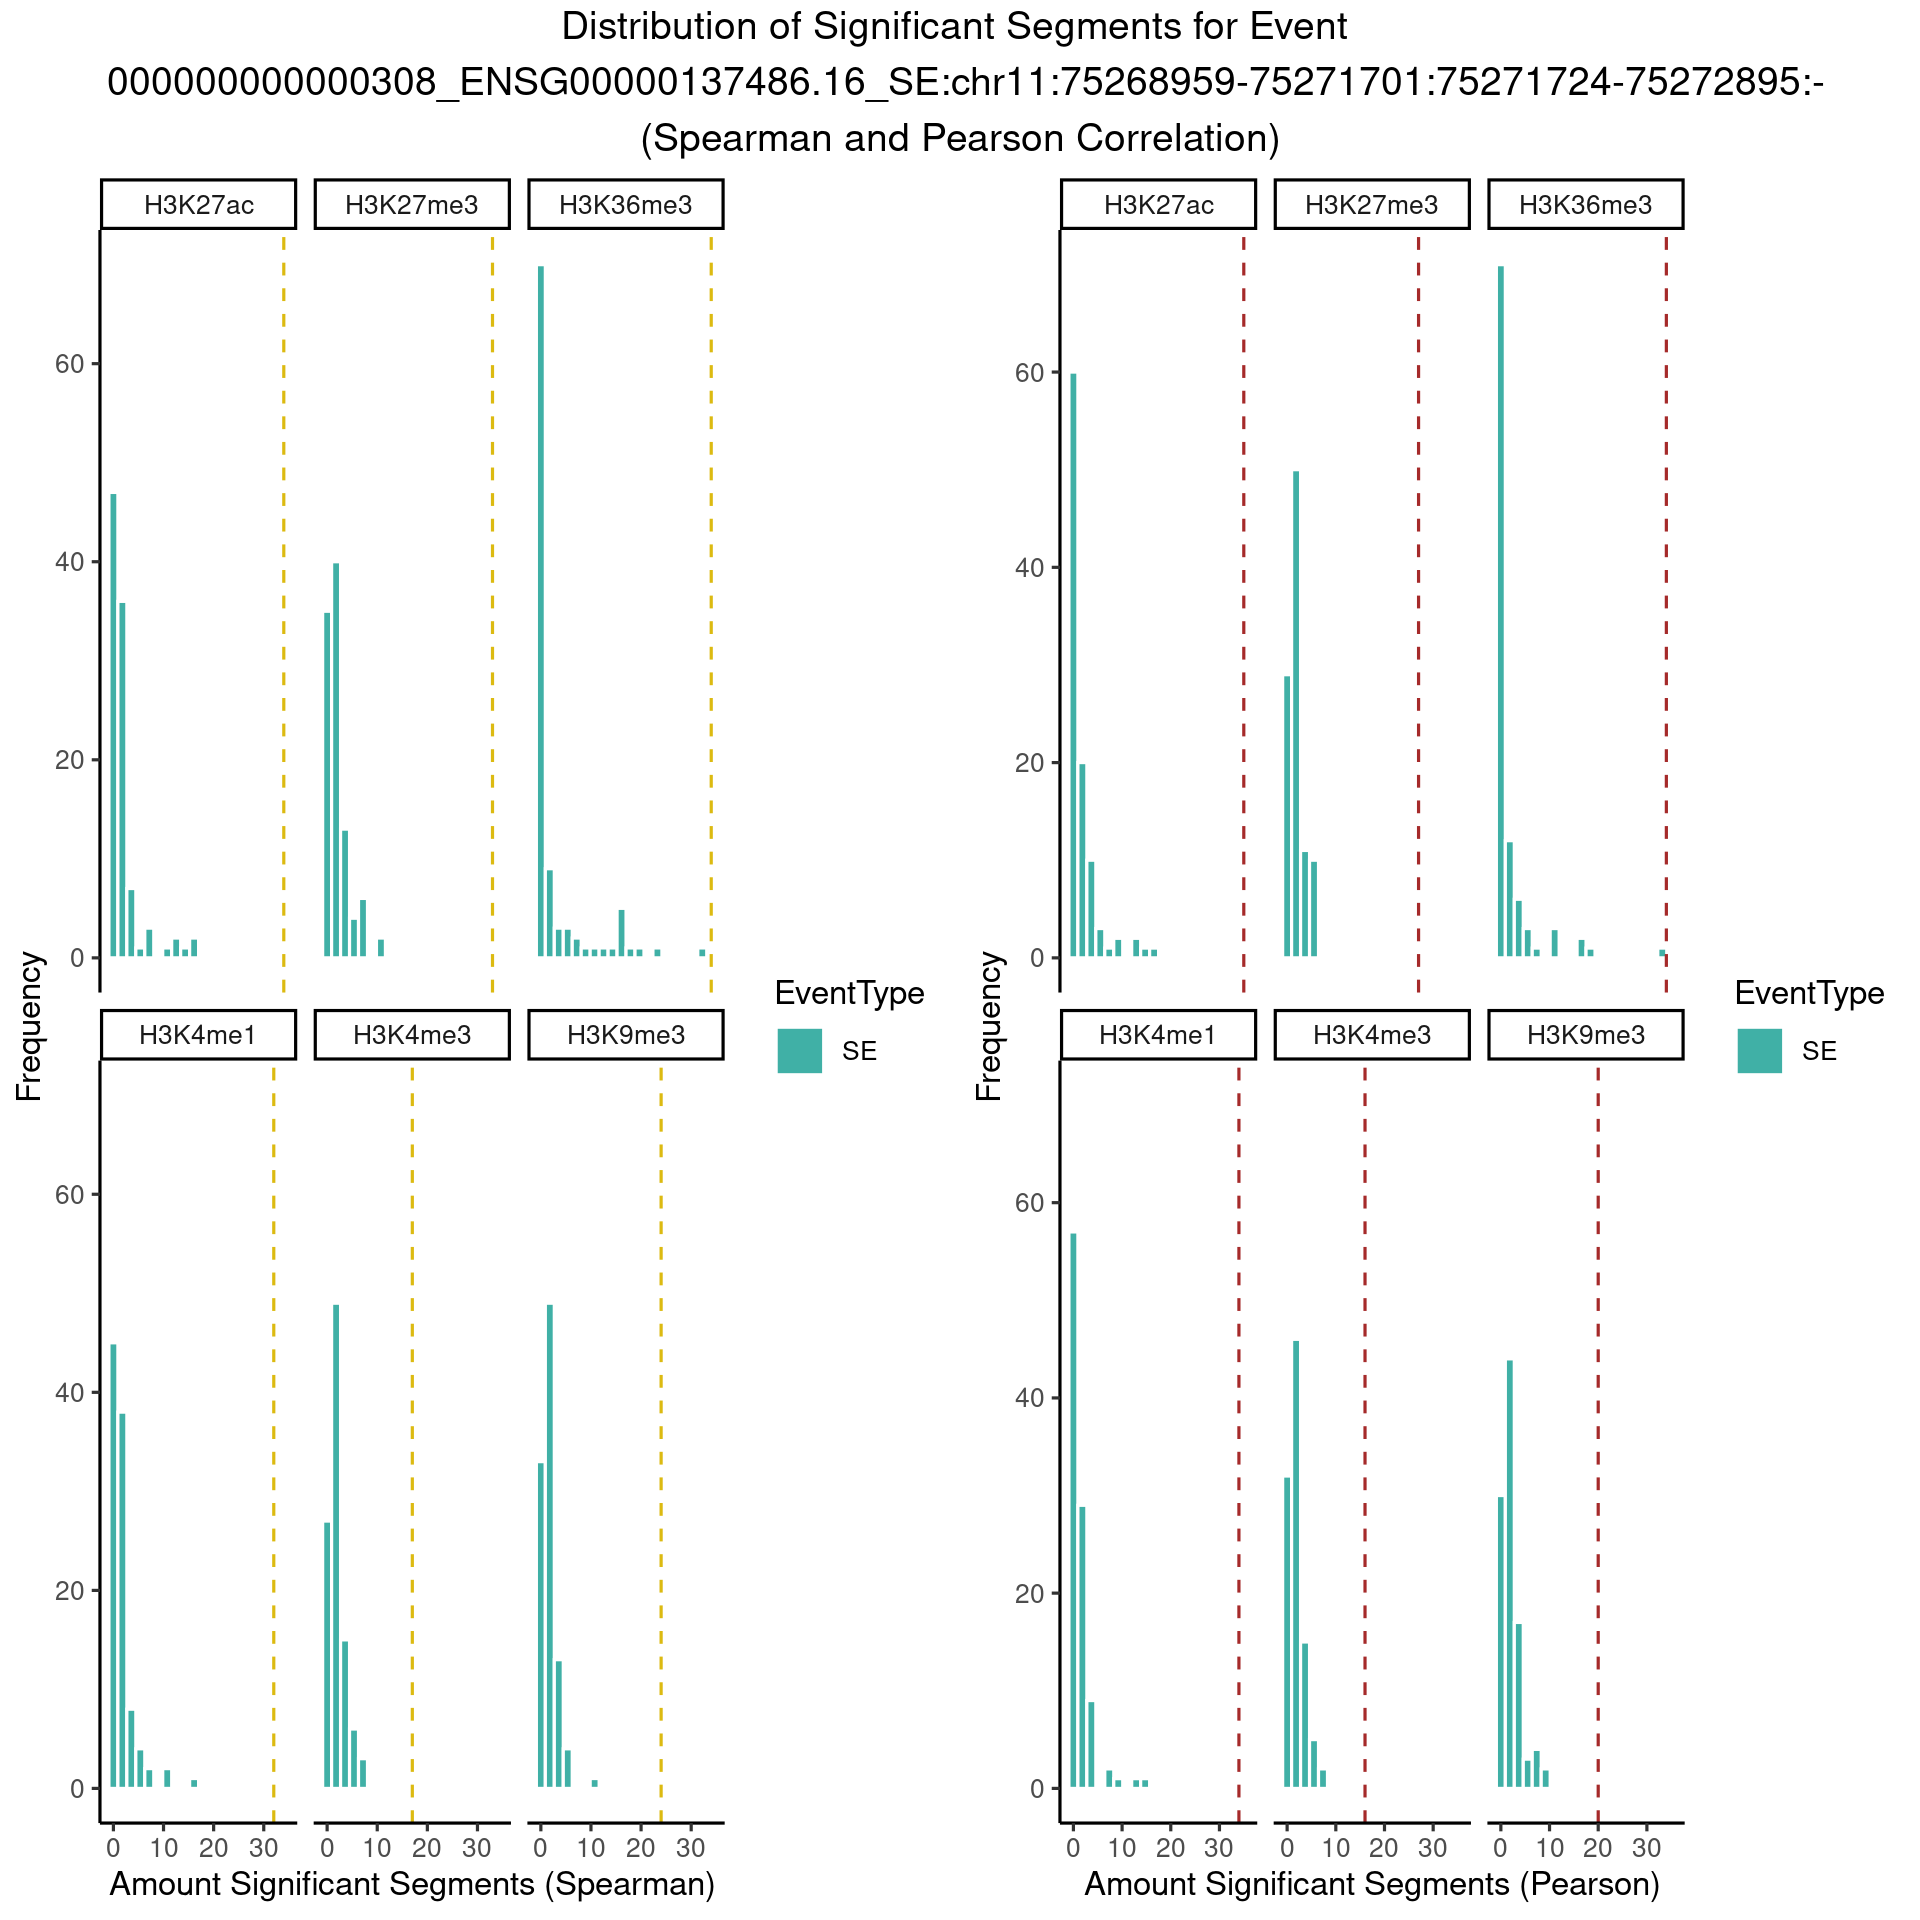 Distribution of Significant Segments for Event
000000000000308_ENSG00000137486.16_SE:chr11:75268959-75271701:75271724-75272895:-
(Spearman and Pearson Correlation)
H3K27ac H3K27me3 H3K36me3
60
40
20
0
H3K4me1 H3K4me3 H3K9me3
60
40
20
0
0 10 20 30 0 10 20 30 0 10 20 30
Amount Significant Segments (Spearman)
Frequency
EventType
SE
H3K27ac H3K27me3 H3K36me3
60
40
20
0
H3K4me1 H3K4me3 H3K9me3
60
40
20
0
0 10 20 30 0 10 20 30 0 10 20 30
Amount Significant Segments (Pearson)
Frequency
EventType
SE